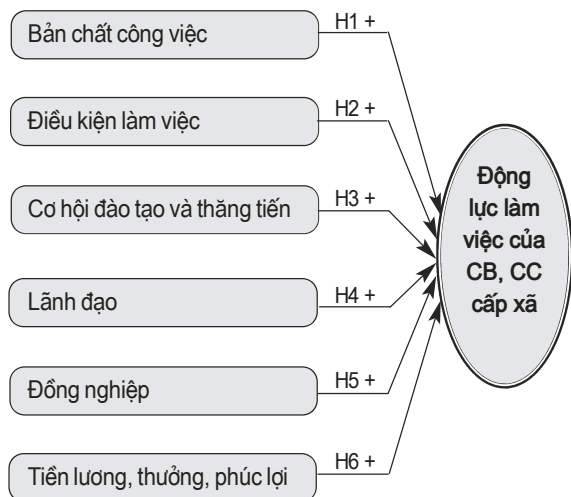 Bản chất công việc
H1 +
Điều kiện làm việc
H2 +
Cơ hội đào tạo và thăng tiến
H3 +
Lãnh đạo
H4 +
Đồng nghiệp
H5 +
Tiền lương, thưởng, phúc lợi
H6 +
Động
lực làm
việc của
CB, CC
cấp xã